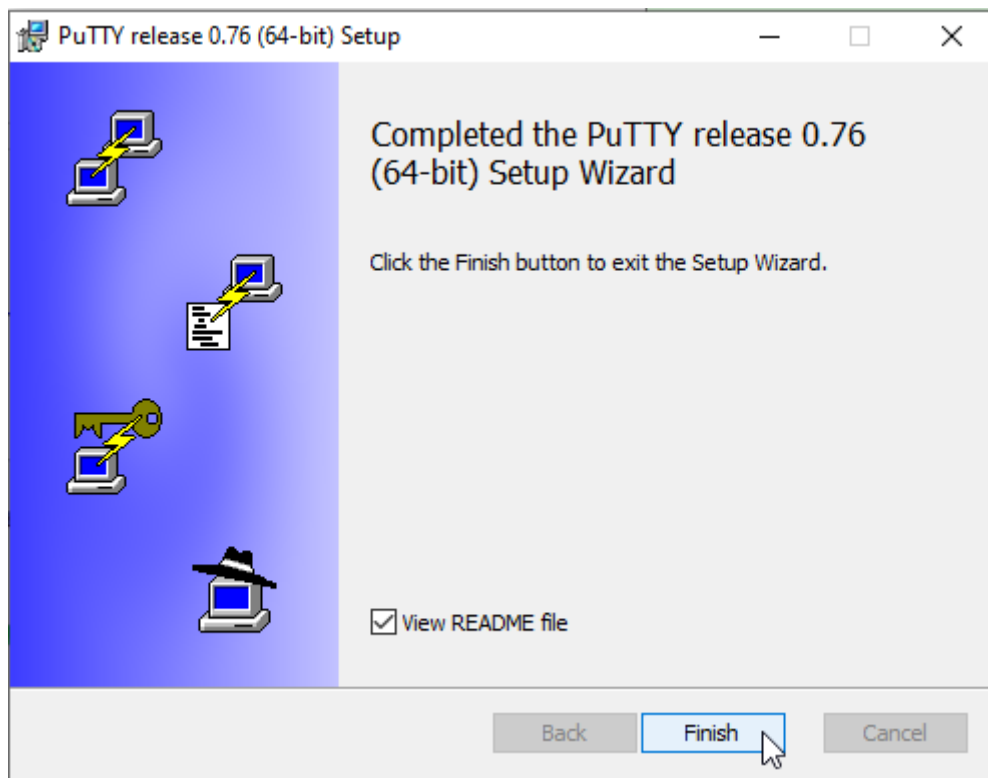 PuTTY release 0.76 (64-bit) Setup
Completed the PuTTY release 0.76
(64-bit) Setup Wizard
Click the Finish button to exit the Setup Wizard.
View README file
Back
Finish
Cancel